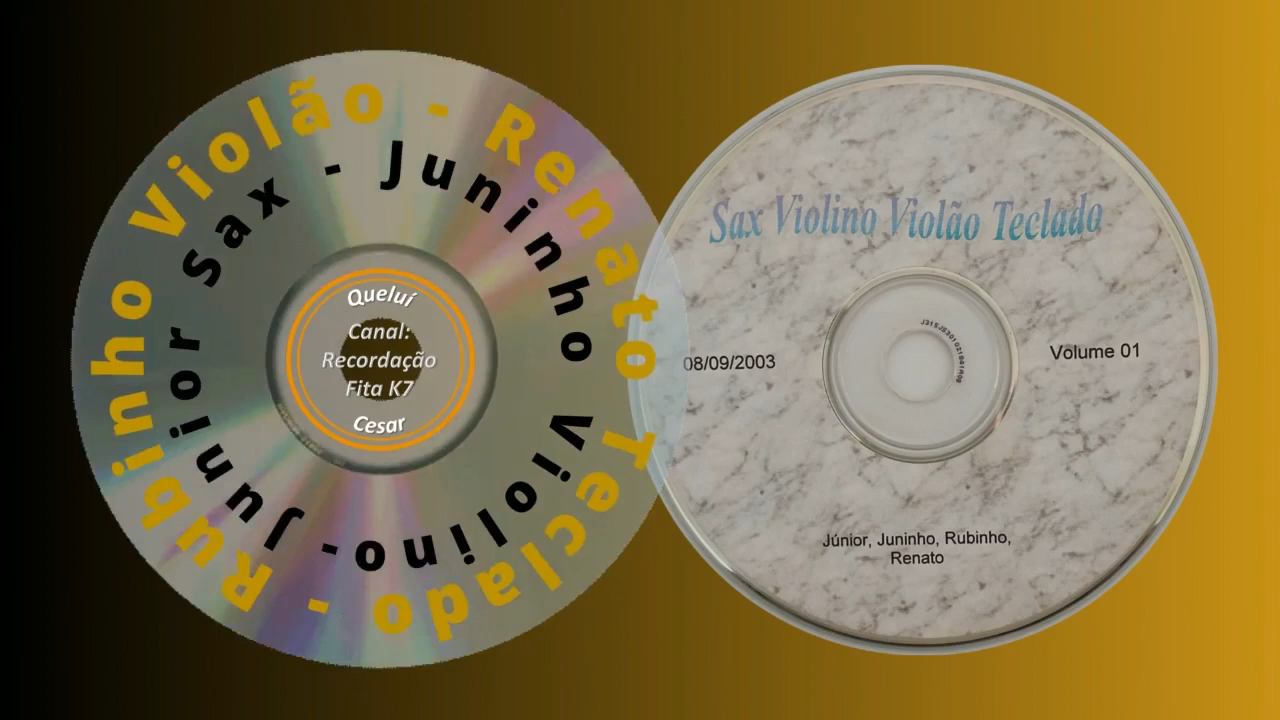 Rubinho Violão - Renato Teclado -
Junior Sax - Juninho Violino-
Queluí
Canal:
Recordação
Fita K7
Cesar
Sax Violino Violão Teclado
08/09/2003
Volume 01
Júnior, Juninho, Rubinho,
Renato